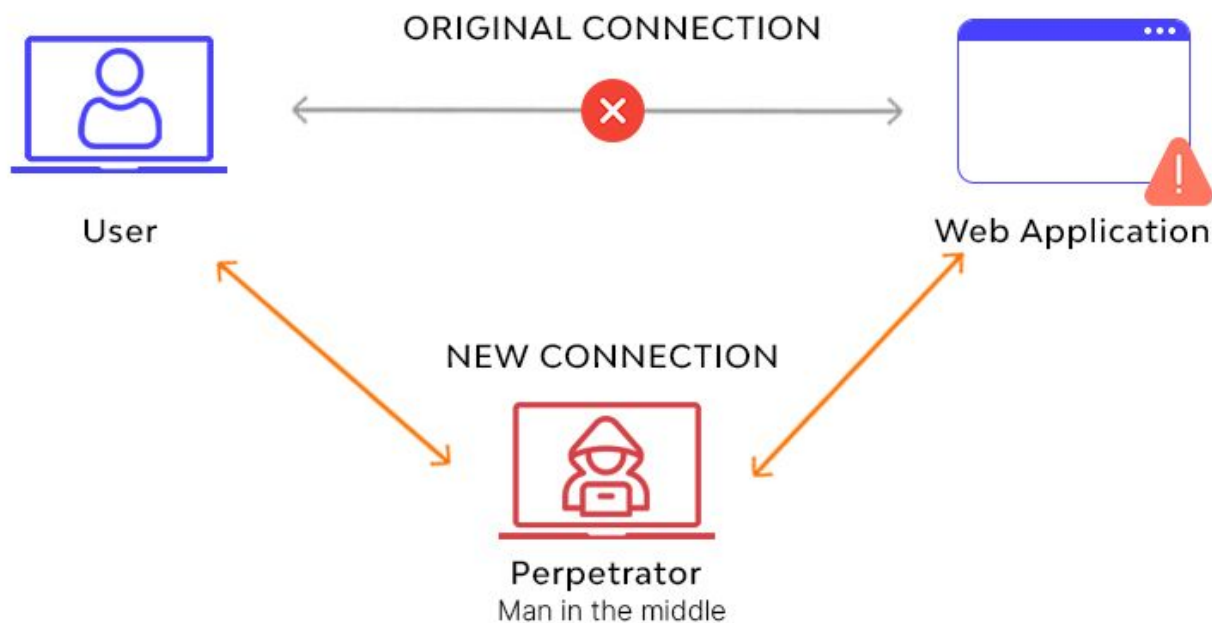 ORIGINAL CONNECTION
User
Web Application
NEW CONNECTION
Perpetrator
Man in the middle